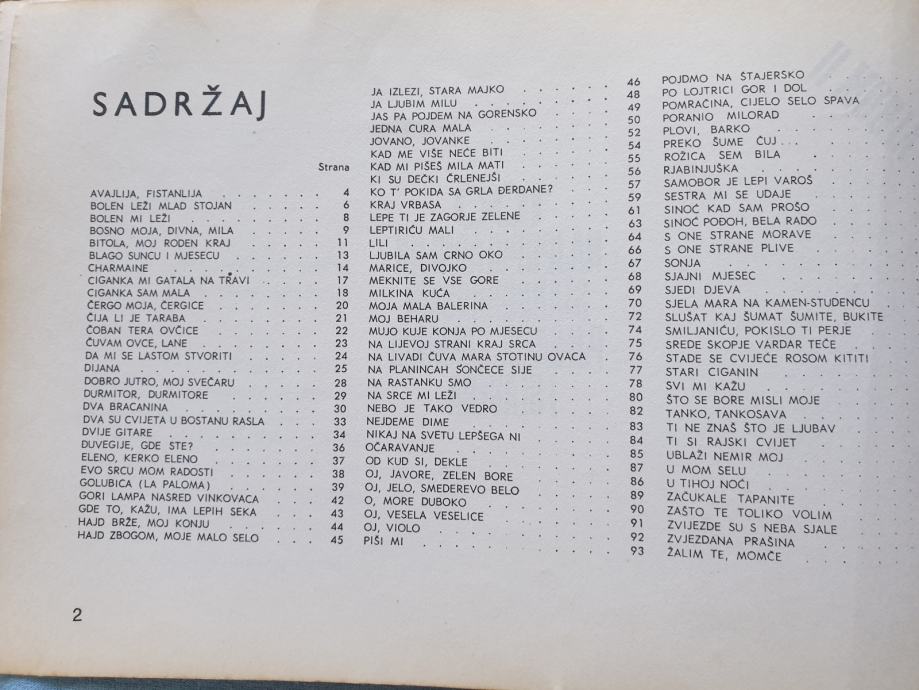 SADRŽAJ
Strana
AVAJLIJA, FISTANLIJA 4
BOLEN LEŽI MLAD STOJAN 6
BOLEN MI LEŽI 8
BOSNO MOJA, DIVNA, MILA 9
BITOLA, MOJ RODEN KRAJ 11
BLAGO SUNCU I MJESECU 13
CHARMAINE 14
CIGANKA MI GATALA NA TRAVI 17
CIGANKA SAM MALA 18
ČERGO MOJA, ČERGICE 20
ČIJA LI JE TARABA 21
ČOBAN TERA OVČICE 22
ČUVAM OVCE, LANE 23
DA MI SE LASTOM STVORITI 24
DIJANA 25
DOBRO JUTRO, MOJ SVEČARU 28
DURMITOR, DURMITORE 29
DVA BRACANINA 30
DVA SU CVIJETA U BOSTANU RASLA 33
DVIJE GITARE 34
DUVEGIJE, GDE STE? 36
ELENO, KERKO ELENO 37
EVO SRCU MOM RADOSTI 38
GOLUBICA (LA PALOMA) 39
GORI LAMPA NASRED VINKOVACA 42
GDE TO, KAŽU, IMA LEPIH SEKA 43
HAJD BRŽE, MOJ KONJU 44
HAJD ZBOGOM, MOJE MALO SELO 45
JA IZLEZI, STARA MAJKO 46
JA LJUBIM MILU 48
JAS PA POJDEM NA GORENSKO 49
JEDNA CURA MALA 50
JOVANO, JOVANKE 52
KAD ME VIŠE NEĆE BITI 54
KAD MI PIŠEŠ MILA MATI 55
KI SU DEČKI ČRLENEJŠI 56
KO T' POKIDA SA GRLA ĐERDANE? 57
KRAJ VRBASA 59
LEPE TI JE ZAGORJE ZELENE 61
LEPTIRIĆU MALI 63
LILI 64
LJUBILA SAM CRNO OKO 66
MARICE, DIVOJKO 67
MEKNITE SE VSE GORE 68
MILKINA KUĆA 69
MOJA MALA BALERINA 70
MOJ BEHARU 72
MUJO KUJE KONJA PO MJESECU 74
NA LIJEVOJ STRANI KRAJ SRCA 75
NA LIVADI ČUVA MARA STOTINU OVACA 76
NA PLANINCAH SONČECE SIJE 77
NA RASTANKU SMO 78
NA SRCE MI LEŽI 80
NEBO JE TAKO VEDRO 82
NEJDEME DIME 83
NIKAJ NA SVETU LEPŠEGA NI 84
OČARAVANJE 85
OD KUD SI, DEKLE 87
OJ, JAVORE, ZELEN BORE 86
OJ, JELO, SMEDEREVO BELO 89
O, MORE DUBOKO 90
OJ, VESELA VESELICE 91
OJ, VIOLO 92
PIŠI MI 93
POJDMO NA ŠTAJERSKO
PO LOJTRICI GOR I DOL
POMRAČINA, CIJELO SELO SPAVA
PORANIO MILORAD
PLOVI, BARKO
PREKO ŠUME ČUJ...
ROŽICA SEM BILA
RJABINJUŠKA
SAMOBOR JE LEPI VAROŠ
SESTRA MI SE UDAJE
SINOĆ KAD SAM PROŠO
SINOĆ POĐOH, BELA RADO
S ONE STRANE MORAVE
S ONE STRANE PLIVE
SONJA
SJAJNI MJESEC
SJEDI DJEVA
SJELA MARA NA KAMEN-STUDENCU
SLUŠAT KAJ ŠUMAT ŠUMITE, BUKITE
SMILJANIĆU, POKISLO TI PERJE
SREDE SKOPJE VARDAR TEČE
STADE SE CVIJEĆE ROSOM KITITI
STARI CIGANIN
SVI MI KAŽU
ŠTO SE BORE MISLI MOJE
TANKO, TANKOSAVA
TI NE ZNAŠ ŠTO JE LJUBAV
TI SI RAJSKI CVIJET
UBLAŽI NEMIR MOJ
U MOM SELU
U TIHOJ NOĆI
ZAČUKALE TAPANITE
ZAŠTO TE TOLIKO VOLIM
ZVIJEZDE SU S NEBA SJALE
ZVJEZDANA PRAŠINA
ŽALIM TE, MOMČE
2